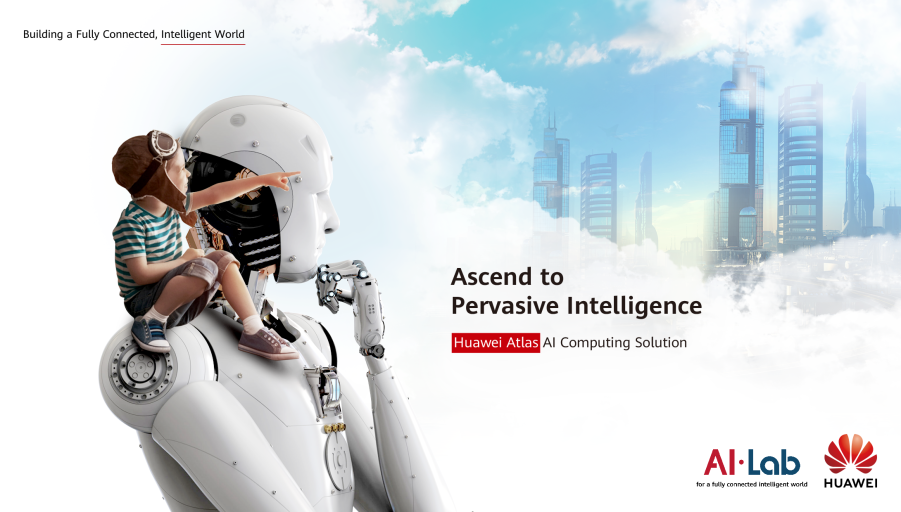 Building a Fully Connected, Intelligent World
Ascend to
Pervasive Intelligence
Huawei Atlas AI Computing Solution
AI·Lab
for a fully connected intelligent world
HUAWEI